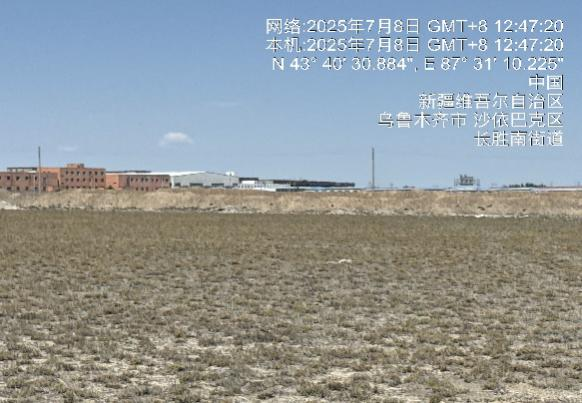 网络:2025年7月8日 GMT+8 12:47:20
本机:2025年7月8日 GMT+8 12:47:20
N 43° 40' 30.884", E 87° 31' 10.225"
中国
新疆维吾尔自治区
乌鲁木齐市 沙依巴克区
长胜南街道